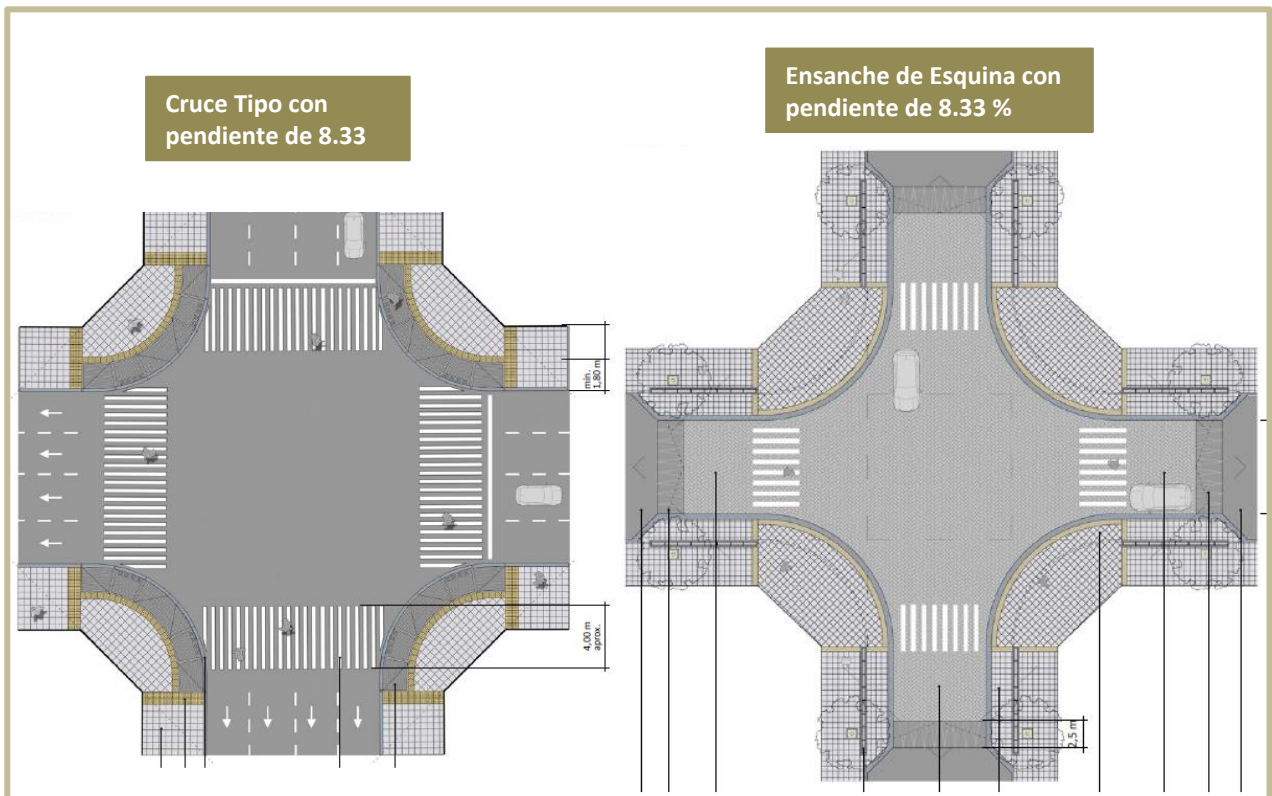 Cruce Tipo con
pendiente de 8.33
Ensanche de Esquina con
pendiente de 8.33 %
min.
1,80 m
4,00 m
aprox.
2,5 m